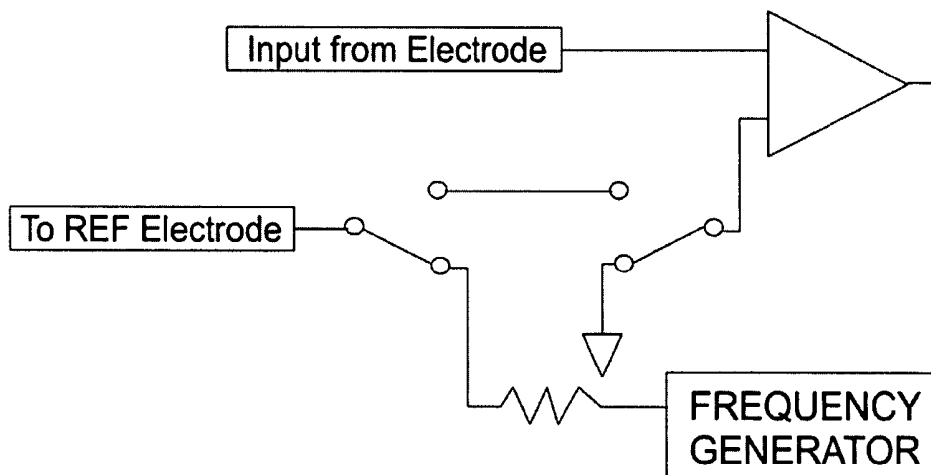 Input from Electrode
To REF Electrode
FREQUENCY
GENERATOR